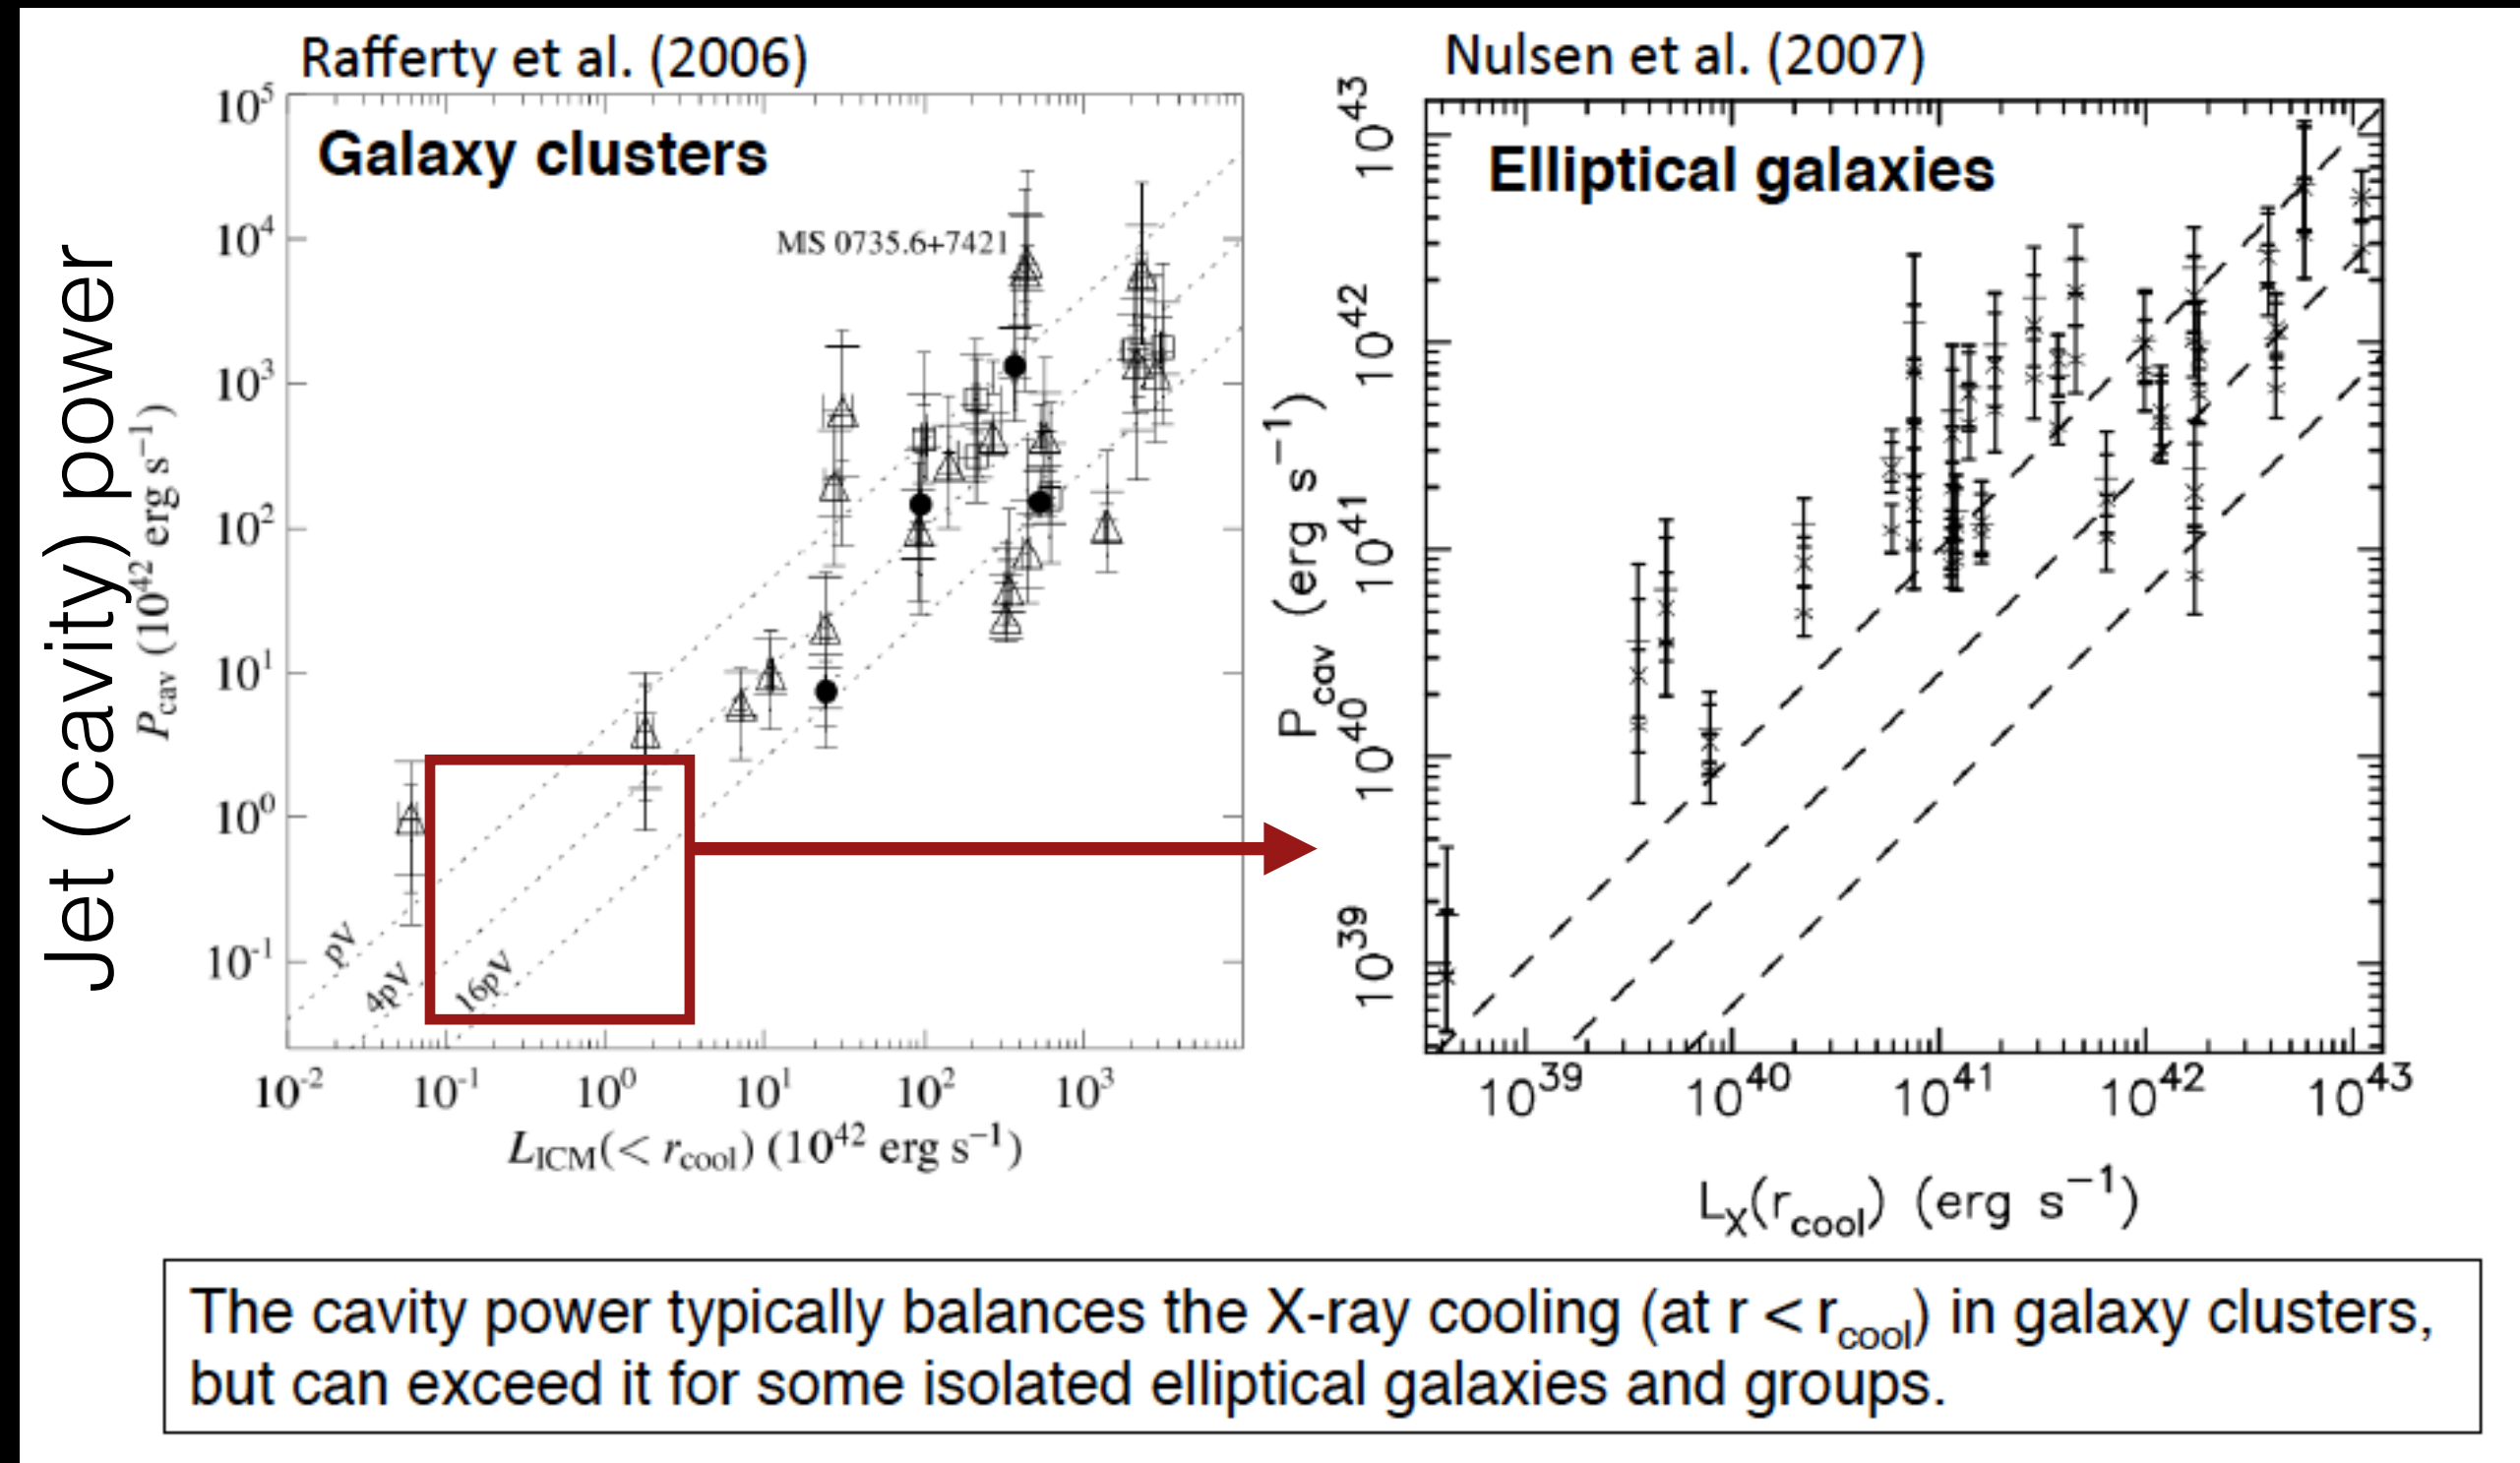 Rafferty et al. (2006)
Galaxy clusters
MS 0735.6+7421
Jet (cavity) power
P_cav (10^42 erg s^−1)
10^5
10^4
10^3
10^2
10^1
10^0
10^-1
pV
4pV
16pV
10^-2 10^-1 10^0 10^1 10^2 10^3
L_ICM(< r_cool) (10^42 erg s^−1)
Nulsen et al. (2007)
Elliptical galaxies
P_cav (erg s^−1)
10^43
10^42
10^41
10^40
10^39
10^39 10^40 10^41 10^42 10^43
L_X(r_cool) (erg s^−1)
The cavity power typically balances the X-ray cooling (at r < r_cool) in galaxy clusters,
but can exceed it for some isolated elliptical galaxies and groups.